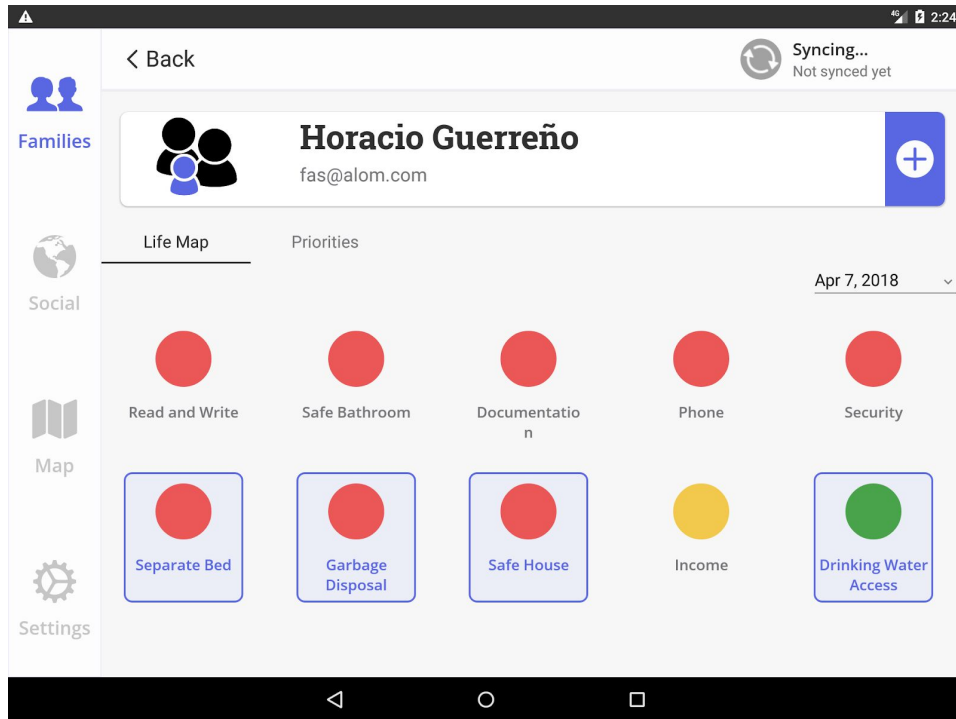 4G 2:24
Back
Syncing...
Not synced yet
Families
Horacio Guerreño
fas@alom.com
Life Map Priorities
Apr 7, 2018
Social
Read and Write Safe Bathroom Documentatio Phone Security
n
Map
Separate Bed Garbage Safe House Income Drinking Water
Disposal Access
Settings